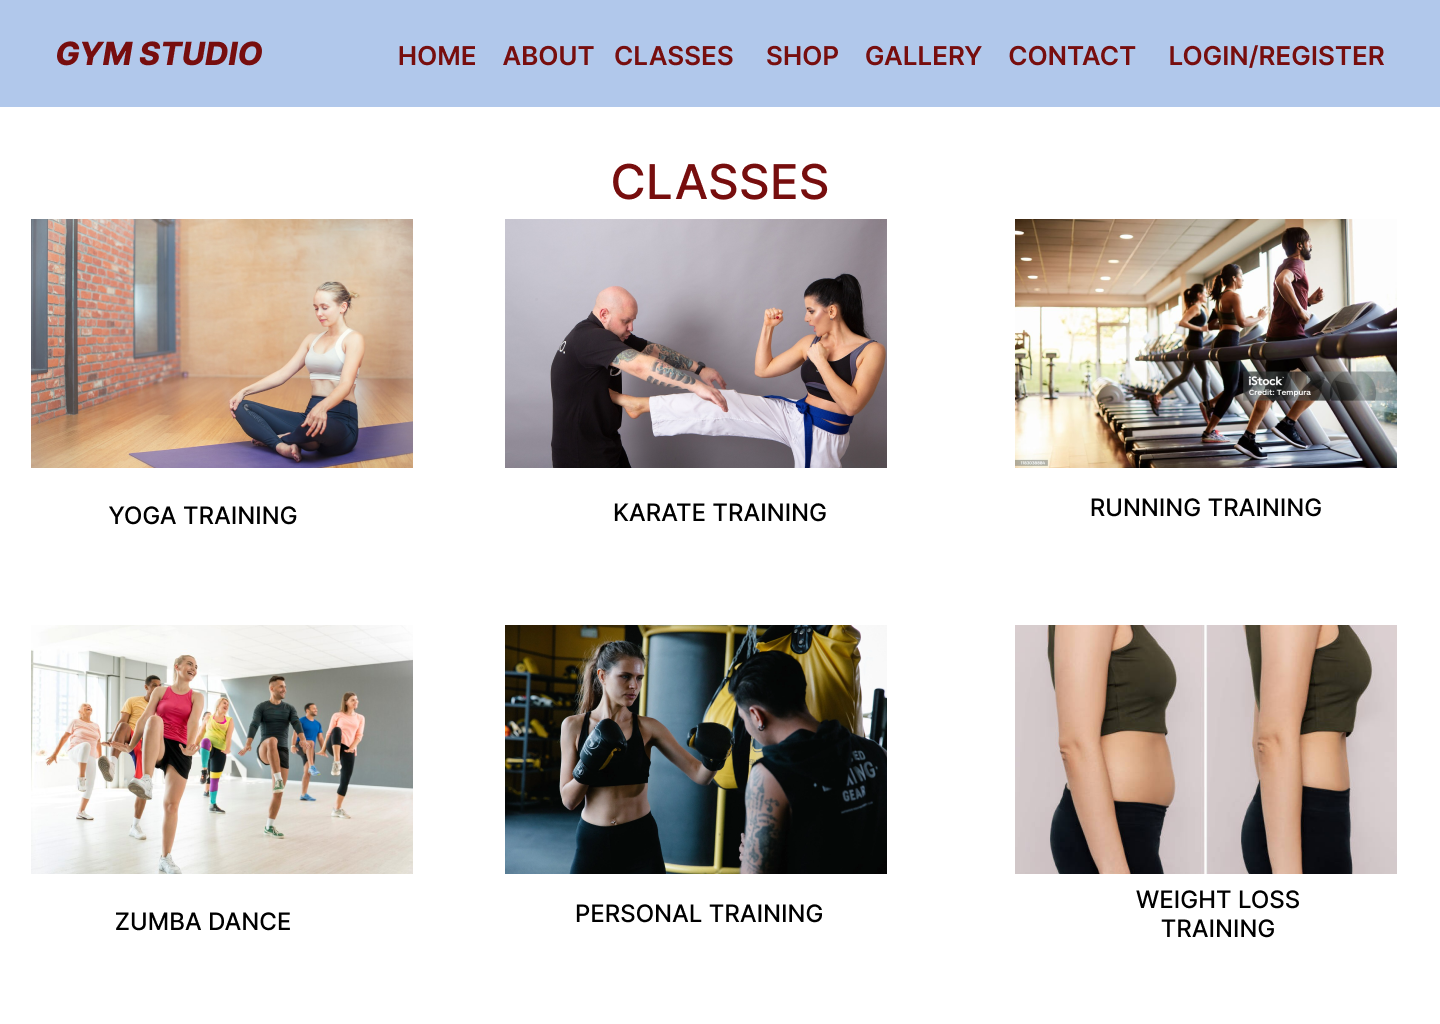 GYM STUDIO
HOME ABOUT CLASSES SHOP GALLERY CONTACT LOGIN/REGISTER
CLASSES
iStock
Credit: Tempura
YOGA TRAINING
KARATE TRAINING
RUNNING TRAINING
GEAR
ZUMBA DANCE
PERSONAL TRAINING
WEIGHT LOSS
TRAINING